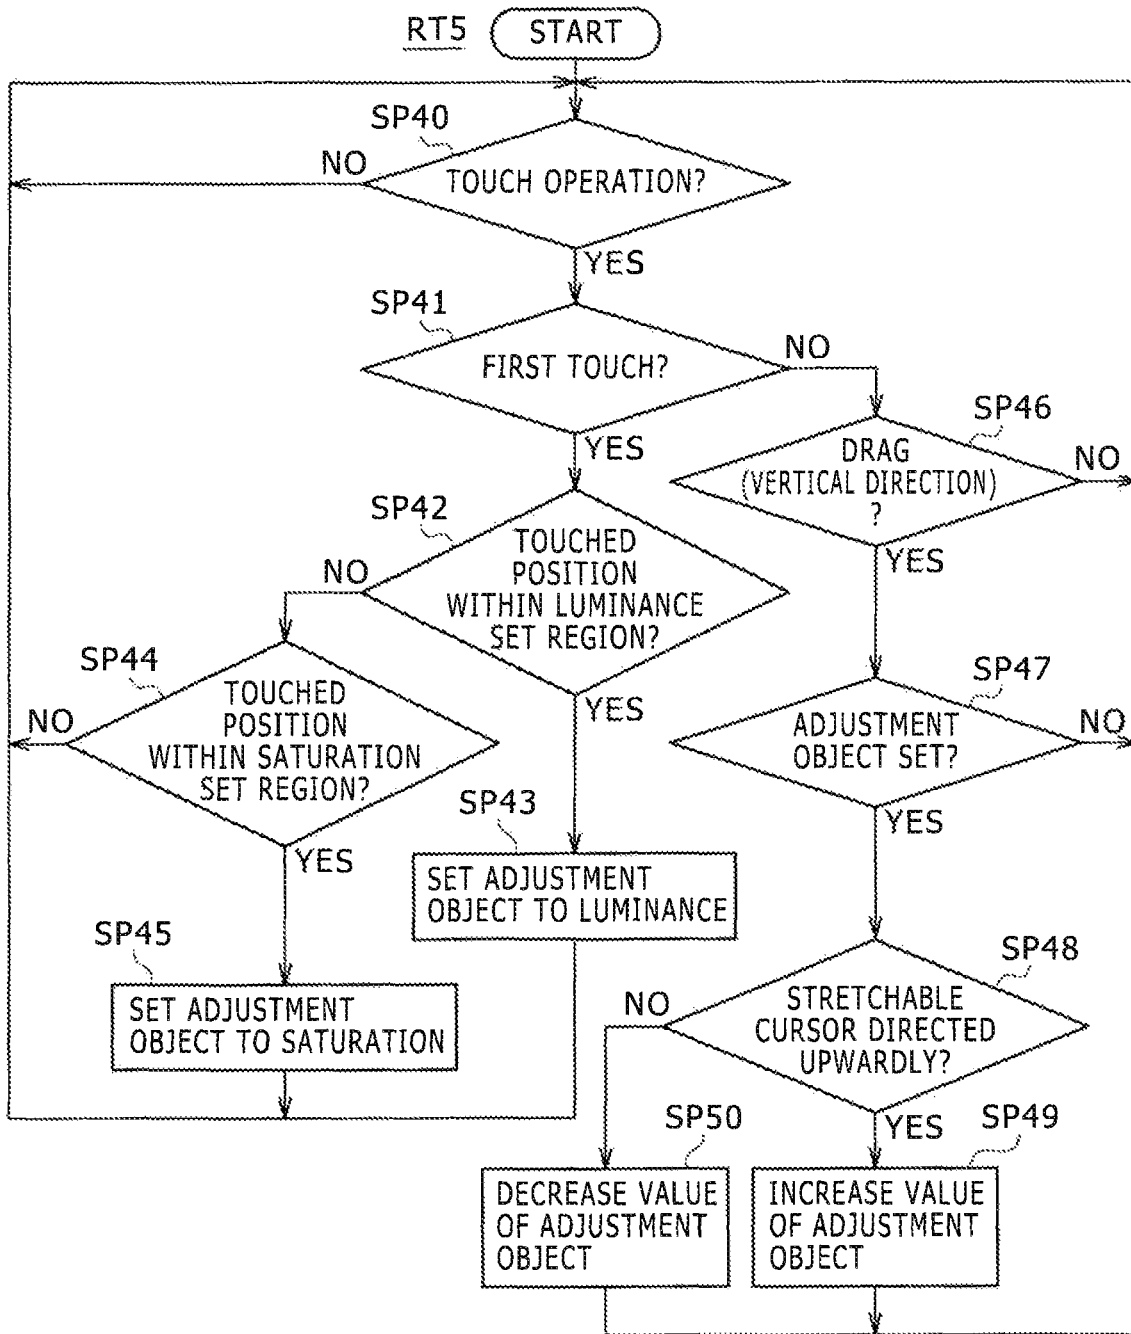 RT5
START
SP40
NO
TOUCH OPERATION?
YES
SP41
FIRST TOUCH?
NO
YES
SP46
DRAG
(VERTICAL DIRECTION)
?
NO
YES
SP42
TOUCHED
POSITION
WITHIN LUMINANCE
SET REGION?
NO
YES
SP44
TOUCHED
POSITION
WITHIN SATURATION
SET REGION?
NO
YES
SP47
ADJUSTMENT
OBJECT SET?
NO
YES
SP43
SET ADJUSTMENT
OBJECT TO LUMINANCE
SP45
SET ADJUSTMENT
OBJECT TO SATURATION
SP48
STRETCHABLE
CURSOR DIRECTED
UPWARDLY?
NO
YES
SP50
DECREASE VALUE
OF ADJUSTMENT
OBJECT
SP49
INCREASE VALUE
OF ADJUSTMENT
OBJECT